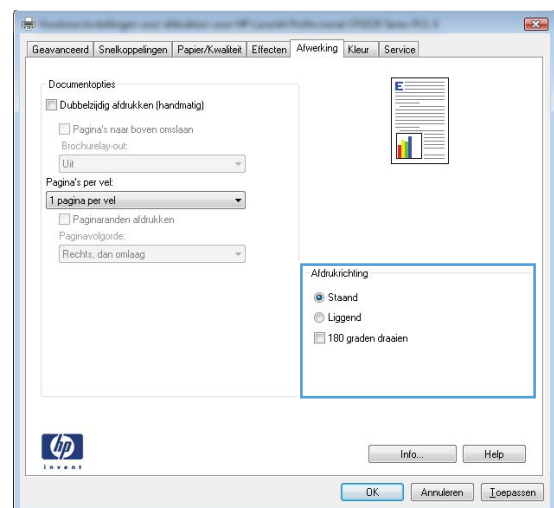 Geavanceerd Snelkoppelingen Papier/Kwaliteit Effecten Afwerking Kleur Service
Documentopties
Dubbelzijdig afdrukken (handmatig)
Pagina's naar boven omslaan
Brochurelay-out:
Uit
Pagina's per vel:
1 pagina per vel
Paginaranden afdrukken
Paginavolgorde:
Rechts, dan omlaag
E
Afdrukrichting
Staand
Liggend
180 graden draaien
hp
invent
Info... Help
OK Annuleren Toepassen